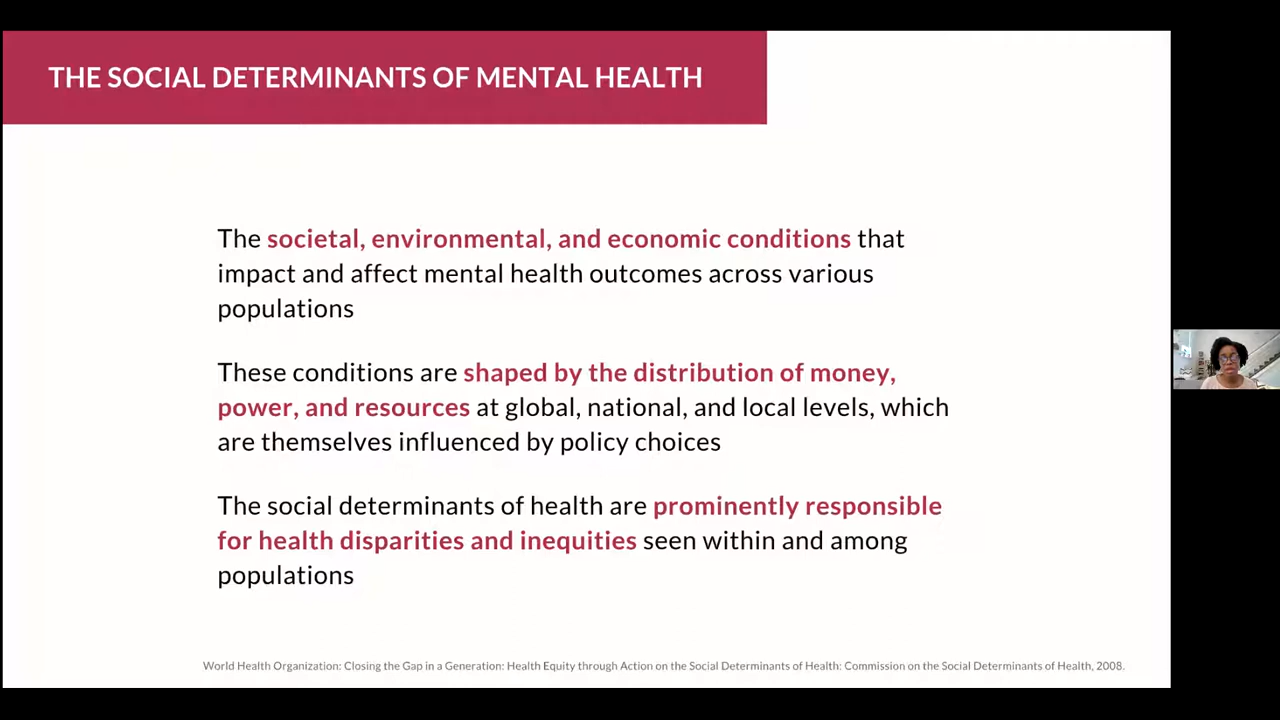 THE SOCIAL DETERMINANTS OF MENTAL HEALTH
The societal, environmental, and economic conditions that
impact and affect mental health outcomes across various
populations
These conditions are shaped by the distribution of money,
power, and resources at global, national, and local levels, which
are themselves influenced by policy choices
The social determinants of health are prominently responsible
for health disparities and inequities seen within and among
populations
World Health Organization: Closing the Gap in a Generation: Health Equity through Action on the Social Determinants of Health: Commission on the Social Determinants of Health, 2008.